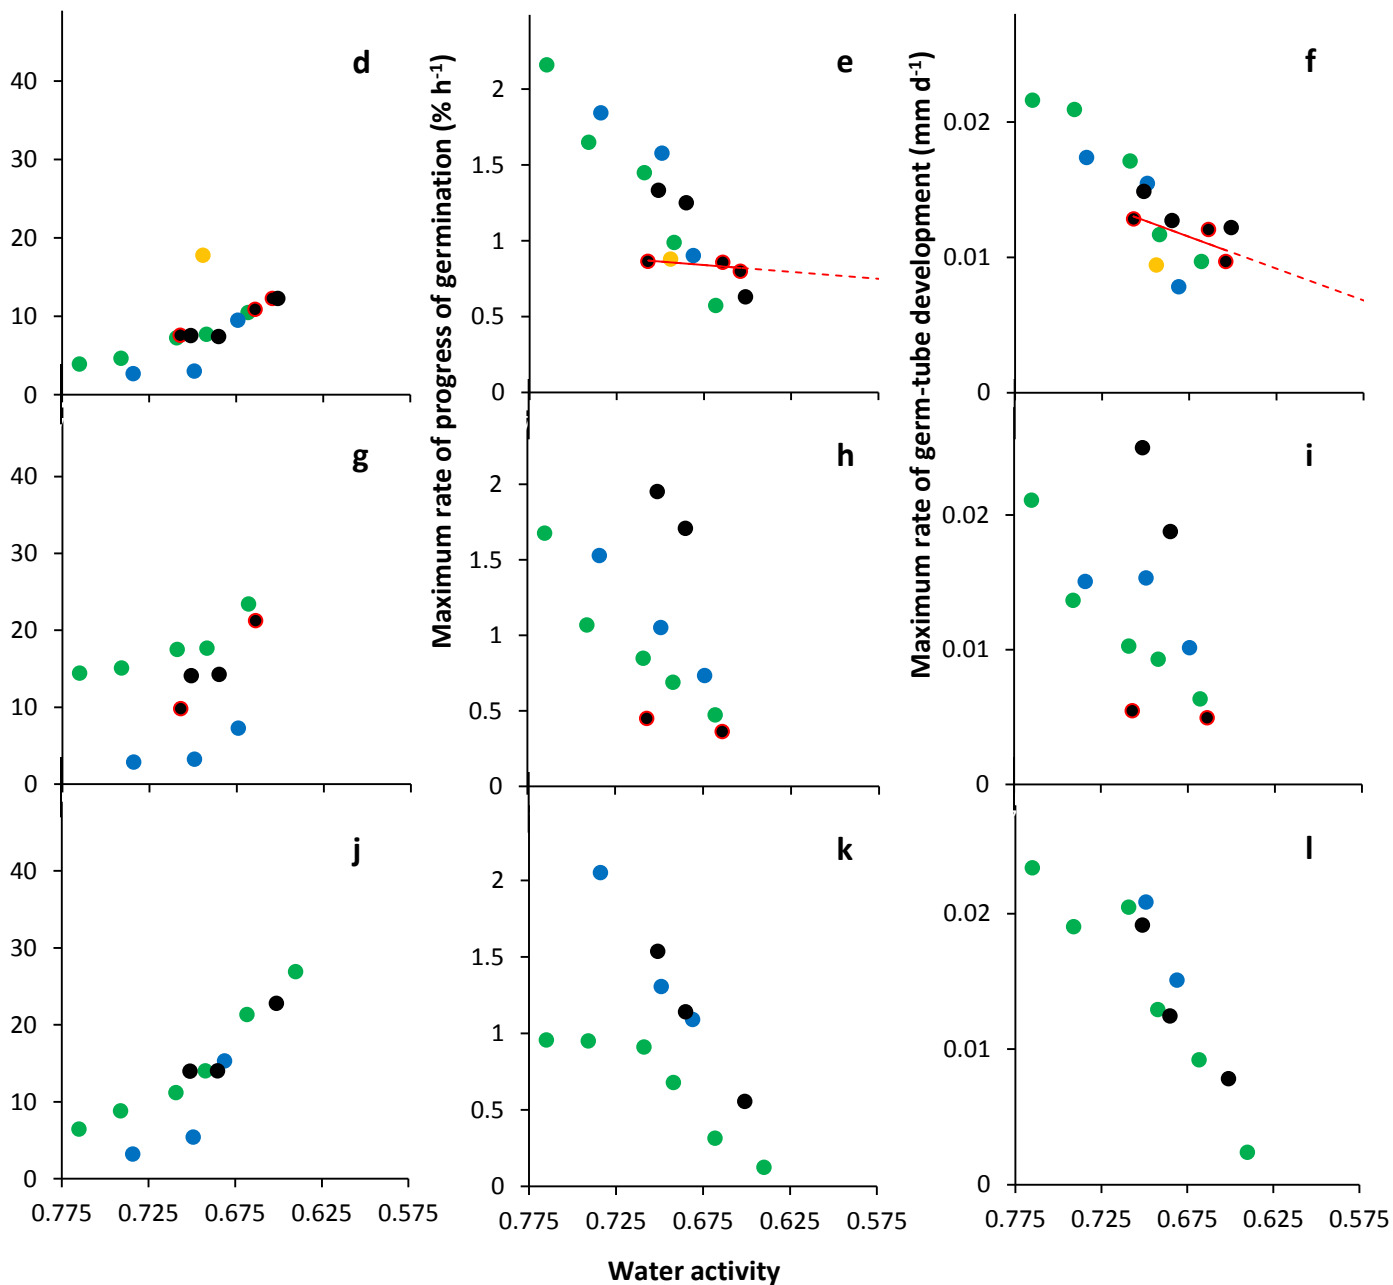 d
40
30
20
10
0
g
40
30
20
10
0
j
40
30
20
10
0
0.775 0.725 0.675 0.625 0.575
Maximum rate of progress of germination (% h⁻¹)
e
2
1.5
1
0.5
0
h
2
1.5
1
0.5
0
k
2
1.5
1
0.5
0
0.775 0.725 0.675 0.625 0.575
Maximum rate of germ-tube development (mm d⁻¹)
f
0.02
0.01
0
i
0.02
0.01
0
l
0.02
0.01
0
0.775 0.725 0.675 0.625 0.575
Water activity